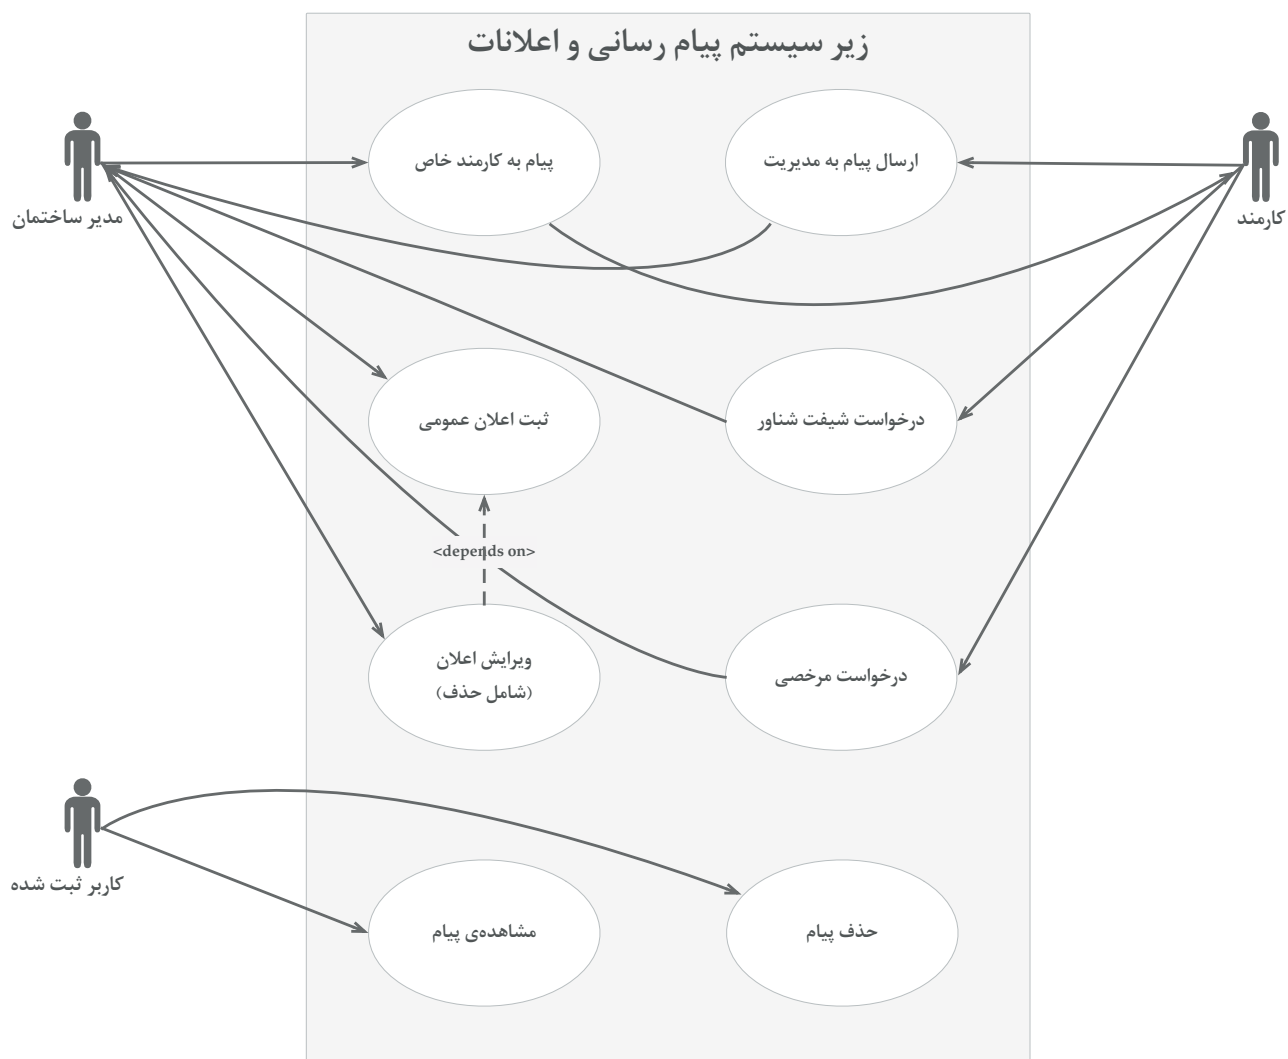 زیر سیستم پیام رسانی و اعلانات
ارسال پیام به مدیریت
پیام به کارمند خاص
کارمند
مدیر ساختمان
درخواست شیفت شناور
ثبت اعلان عمومی
<depends on>
درخواست مرخصی
ویرایش اعلان
(شامل حذف)
کاربر ثبت شده
حذف پیام
مشاهده‌ی پیام